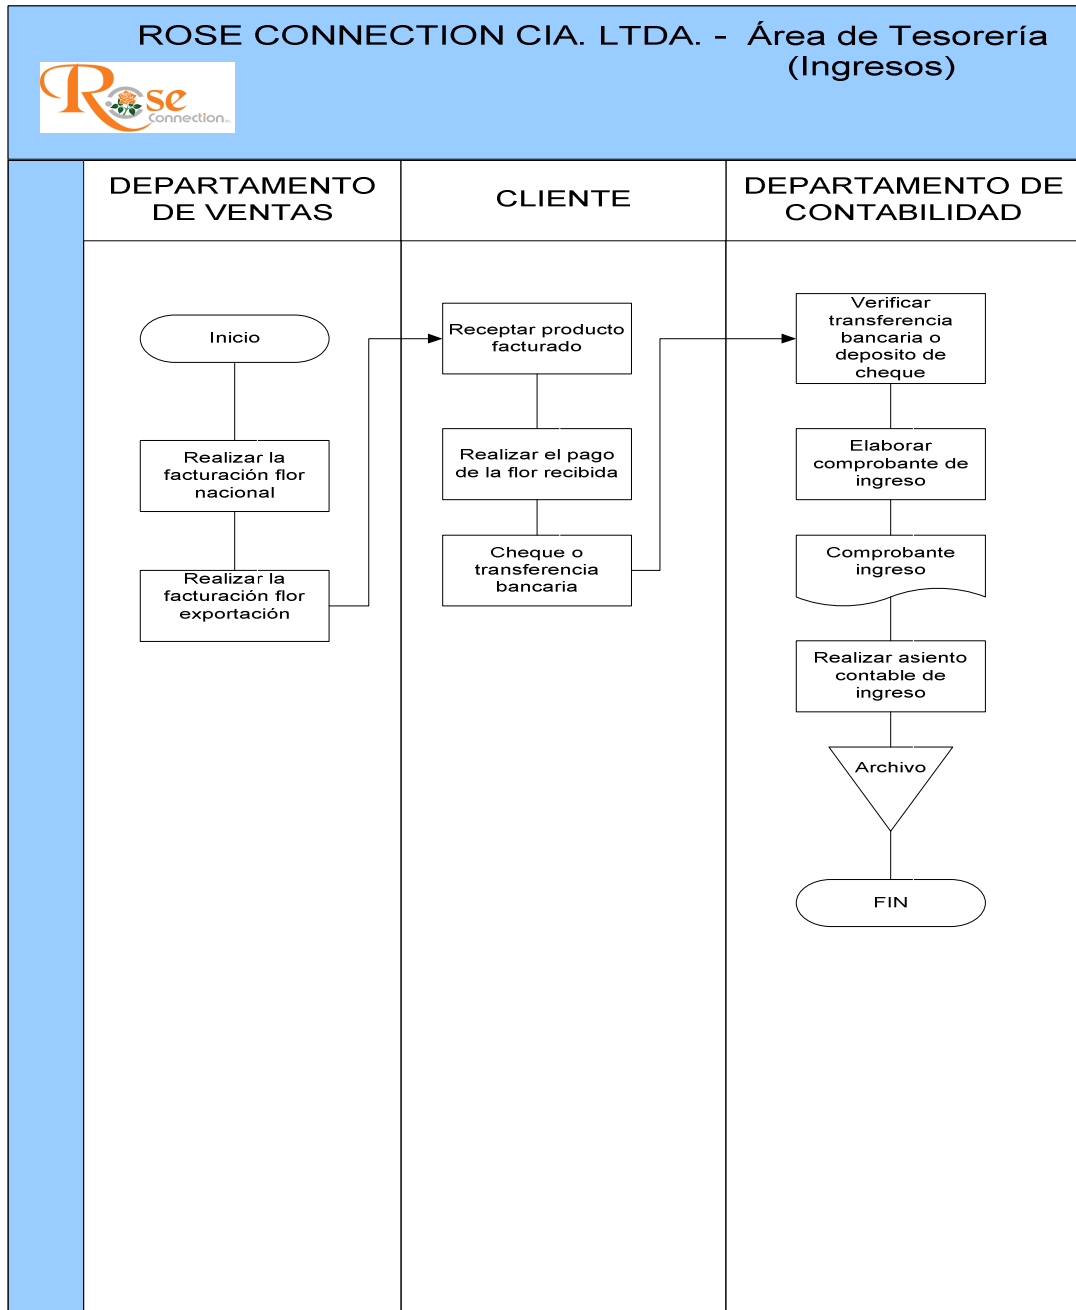 ROSE CONNECTION CIA. LTDA. - Área de Tesorería
(Ingresos)
Rose
Connection
DEPARTAMENTO
DE VENTAS
CLIENTE
DEPARTAMENTO DE
CONTABILIDAD
Inicio
Realizar la
facturación flor
nacional
Realizar la
facturación flor
exportación
Receptar producto
facturado
Realizar el pago
de la flor recibida
Cheque o
transferencia
bancaria
Verificar
transferencia
bancaria o
deposito de
cheque
Elaborar
comprobante de
ingreso
Comprobante
ingreso
Realizar asiento
contable de
ingreso
Archivo
FIN